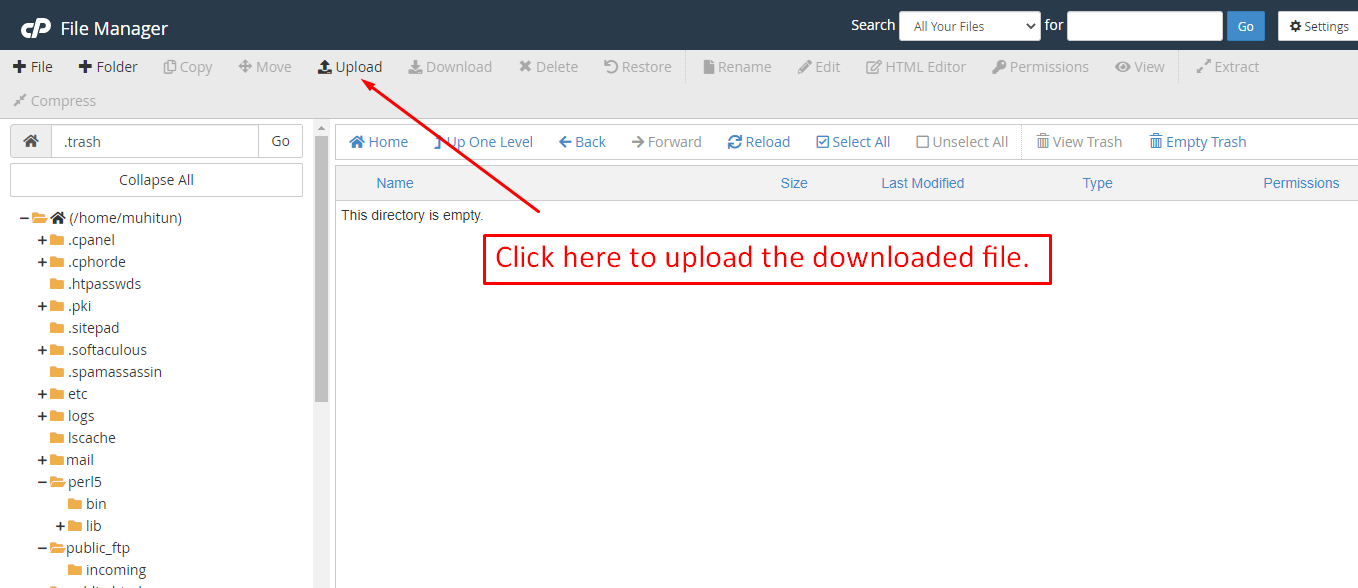 cP File Manager
Search All Your Files for Go Settings
File Folder Copy Move Upload Download Delete Restore Rename Edit HTML Editor Permissions View Extract
Compress
.trash Go
Home Up One Level Back Forward Reload Select All Unselect All View Trash Empty Trash
Collapse All
Name Size Last Modified Type Permissions
This directory is empty.
Click here to upload the downloaded file.
(/home/muhitun)
.cpanel
.cphorde
.htpasswds
.pki
.sitepad
.softaculous
.spamassassin
etc
logs
lscache
mail
perl5
bin
lib
public_ftp
incoming